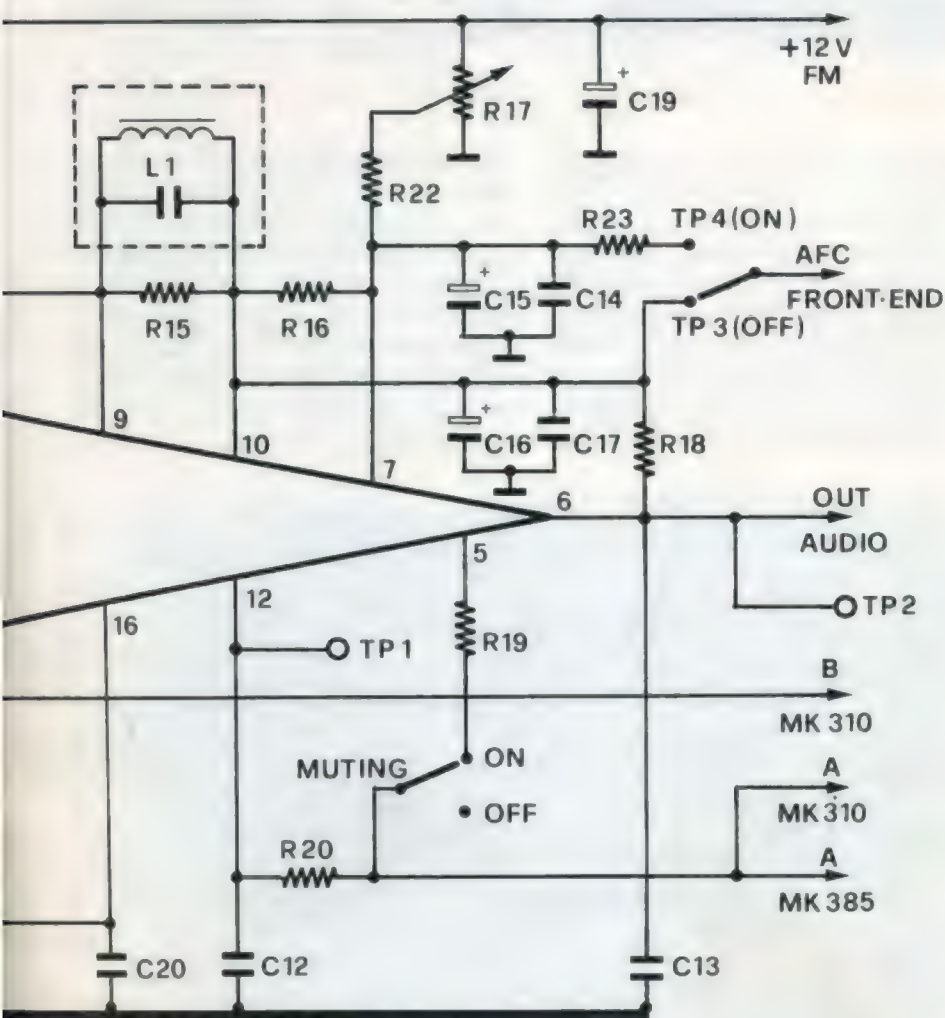 +12 V
FM
R17
+
C19
L1
R22
R23
TP4(ON)
AFC
FRONT-END
TP3(OFF)
+
C15
C14
R15
R16
9
10
7
+
C16
C17
R18
6
OUT
AUDIO
5
TP2
12
16
TP1
R19
B
MK 310
MUTING
ON
OFF
A
MK 310
R20
A
MK 385
C20
C12
C13